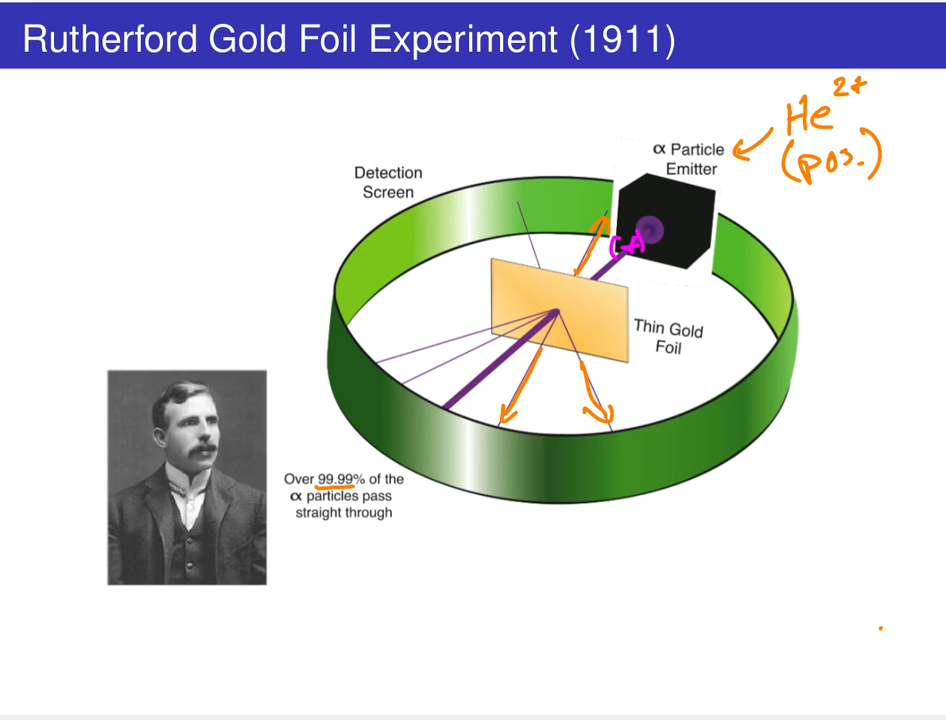 Rutherford Gold Foil Experiment (1911)
He²⁺
(pos.)
α Particle
Emitter
Detection
Screen
(+)
Thin Gold
Foil
Over 99.99% of the
α particles pass
straight through